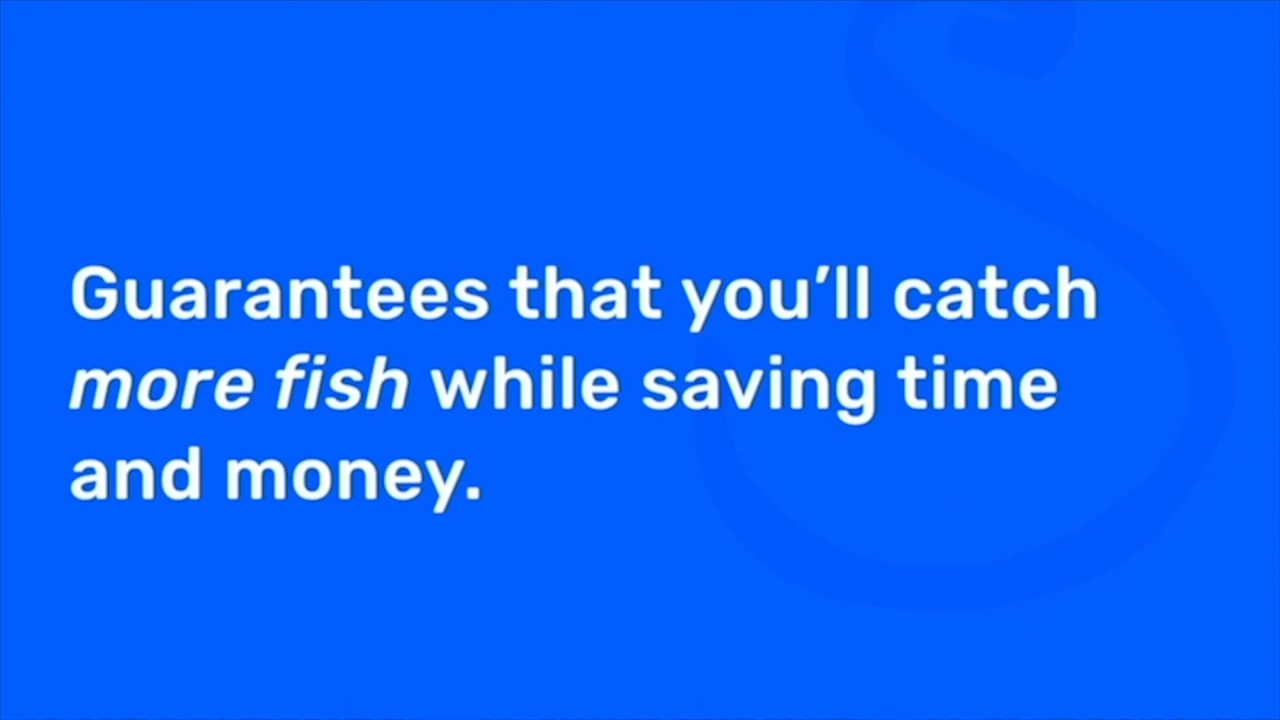 Guarantees that you’ll catch
more fish while saving time
and money.